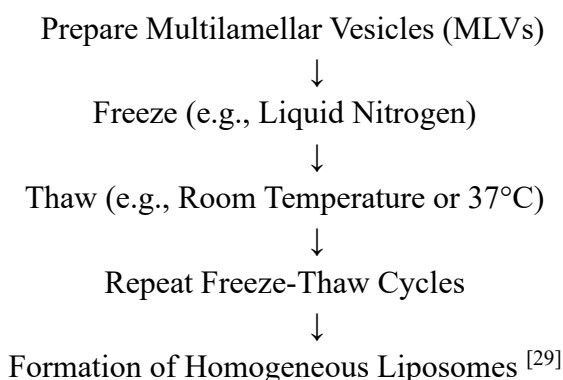 Prepare Multilamellar Vesicles (MLVs)
↓
Freeze (e.g., Liquid Nitrogen)
↓
Thaw (e.g., Room Temperature or 37°C)
↓
Repeat Freeze-Thaw Cycles
↓
Formation of Homogeneous Liposomes [29]